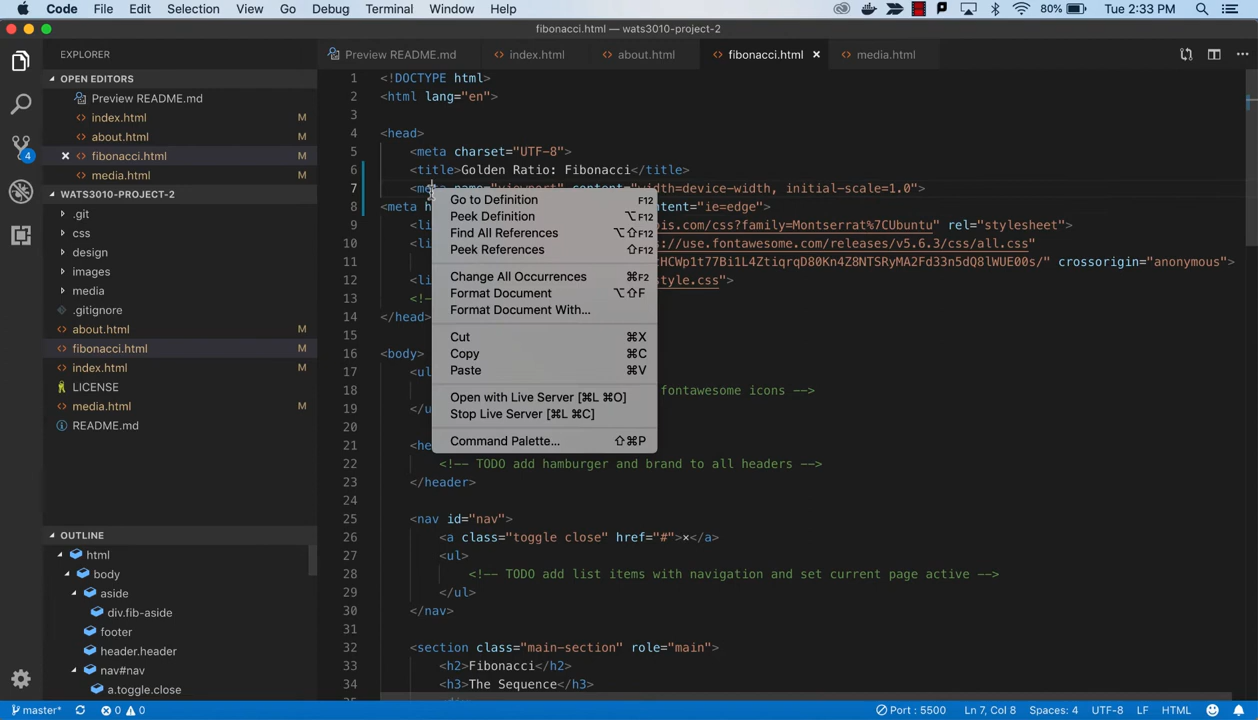 Code File Edit Selection View Go Debug Terminal Window Help 80% Tue 2:33 PM
fibonacci.html — wats3010-project-2
EXPLORER
OPEN EDITORS
Preview README.md
index.html M
about.html M
fibonacci.html M
media.html M
WATS3010-PROJECT-2
.git
css
design
images
media
.gitignore
about.html M
fibonacci.html M
index.html M
LICENSE
media.html M
README.md
OUTLINE
html
body
aside
div.fib-aside
footer
header.header
nav#nav
a.toggle.close
4
Preview README.md index.html about.html fibonacci.html media.html
1 <!DOCTYPE html>
2 <html lang="en">
3
4 <head>
5 <meta charset="UTF-8">
6 <title>Golden Ratio: Fibonacci</title>
7 <meta name="viewport" content="width=device-width, initial-scale=1.0">
8 <meta h ontent="ie=edge">
9 <li pis.com/css?family=Montserrat%7CUbuntu" rel="stylesheet">
10 <li s://use.fontawesome.com/releases/v5.6.3/css/all.css"
11 tHCWp1t77Bi1L4ZtiqrqD80Kn4Z8NTSRyMA2Fd33n5dQ8lWUE00s/" crossorigin="anonymous">
12 <li style.css">
13 <!-
14 </head>
15
16 <body>
17 <ul
18 fontawesome icons -->
19 </u
20
21 <he
22 <!-- TODO add hamburger and brand to all headers -->
23 </header>
24
25 <nav id="nav">
26 <a class="toggle close" href="#">×</a>
27 <ul>
28 <!-- TODO add list items with navigation and set current page active -->
29 </ul>
30 </nav>
31
32 <section class="main-section" role="main">
33 <h2>Fibonacci</h2>
34 <h3>The Sequence</h3>
Go to Definition F12
Peek Definition ⌥F12
Find All References ⌥⇧F12
Peek References ⇧F12
Change All Occurrences ⌘F2
Format Document ⌥⇧F
Format Document With...
Cut ⌘X
Copy ⌘C
Paste ⌘V
Open with Live Server [⌘L ⌘O]
Stop Live Server [⌘L ⌘C]
Command Palette... ⇧⌘P
master* 0 0 Port : 5500 Ln 7, Col 8 Spaces: 4 UTF-8 LF HTML